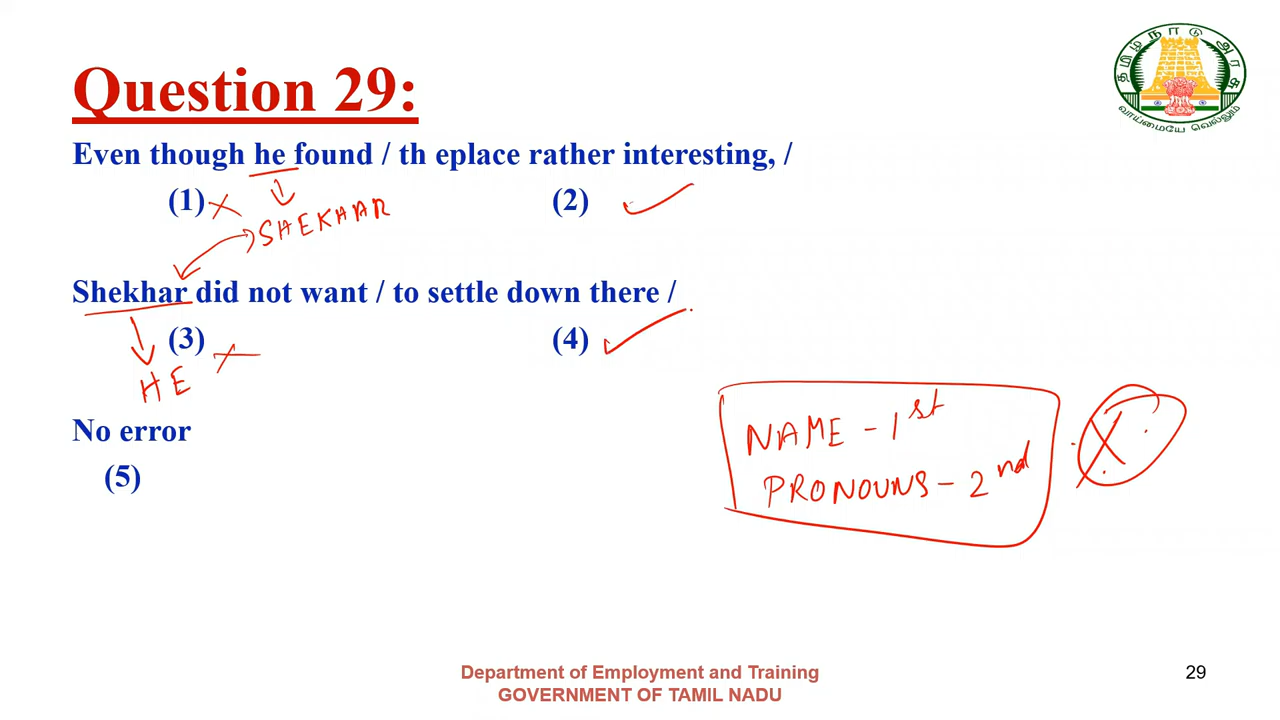 Question 29:
தமிழ்நாடு அரசு
வாய்மையே வெல்லும்
Even though he found / th eplace rather interesting, /
(1) X (2)
SHEKHAR
Shekhar did not want / to settle down there /
(3) X (4)
HE
No error
(5)
NAME - 1st
PRONOUNS - 2nd
X
Department of Employment and Training
GOVERNMENT OF TAMIL NADU
29